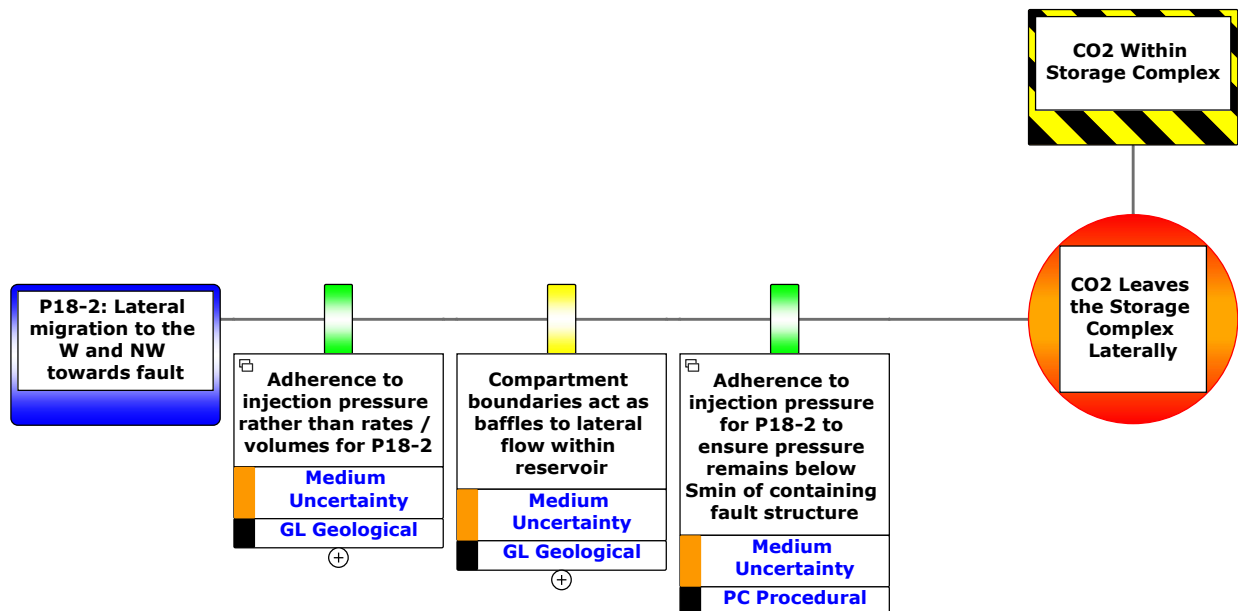 CO2 Within
Storage Complex
P18-2: Lateral
migration to the
W and NW
towards fault
CO2 Leaves
the Storage
Complex
Laterally
Adherence to
injection pressure
rather than rates /
volumes for P18-2
Medium
Uncertainty
GL Geological
Compartment
boundaries act as
baffles to lateral
flow within
reservoir
Medium
Uncertainty
GL Geological
Adherence to
injection pressure
for P18-2 to
ensure pressure
remains below
Smin of containing
fault structure
Medium
Uncertainty
PC Procedural